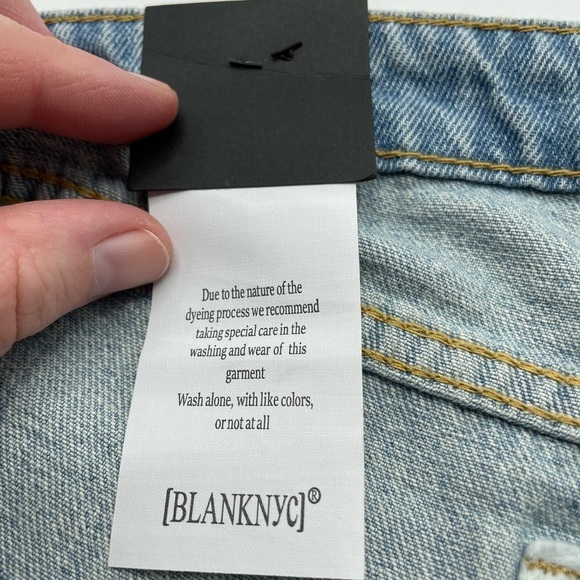 Due to the nature of the
dyeing process we recommend
taking special care in the
washing and wear of this
garment
Wash alone, with like colors,
or not at all
[BLANKNYC]®